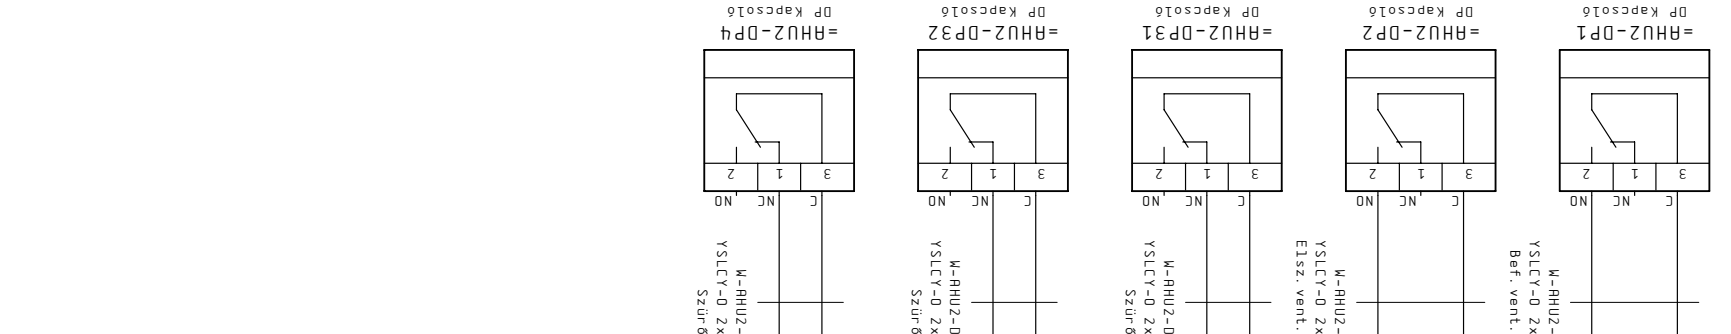 W-AHU2-
YSLCY-O 2x
Bef. vent.
C NC NO
3 1 2
=AHU2-DP1
DP Kapcsoló
W-AHU2-
YSLCY-O 2x
Elsz. vent.
C NC NO
3 1 2
=AHU2-DP2
DP Kapcsoló
W-AHU2-D
YSLCY-O 2x
Szürő
C NC NO
3 1 2
=AHU2-DP31
DP Kapcsoló
W-AHU2-D
YSLCY-O 2x
Szürő
C NC NO
3 1 2
=AHU2-DP32
DP Kapcsoló
W-AHU2-
YSLCY-O 2x
Szürő
C NC NO
3 1 2
=AHU2-DP4
DP Kapcsoló